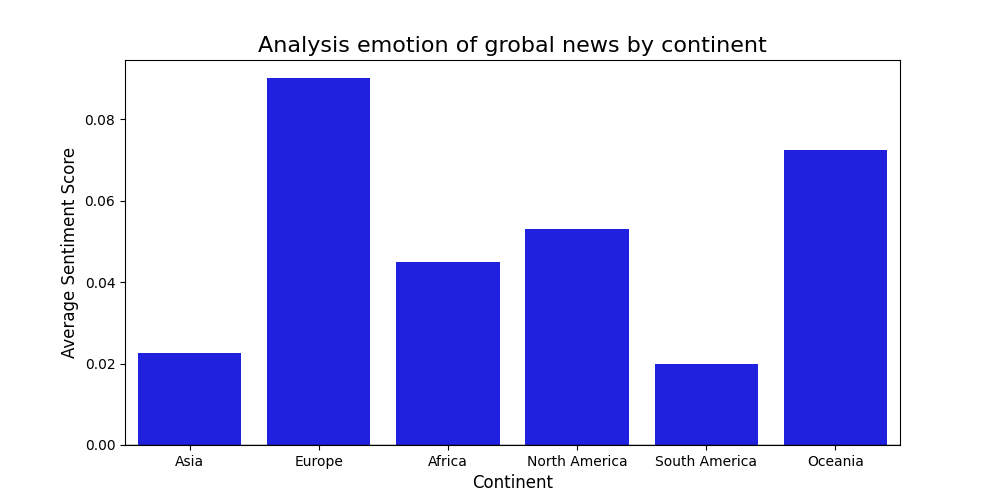 Analysis emotion of grobal news by continent
Average Sentiment Score
0.08
0.06
0.04
0.02
0.00
Asia
Europe
Africa
North America
South America
Oceania
Continent